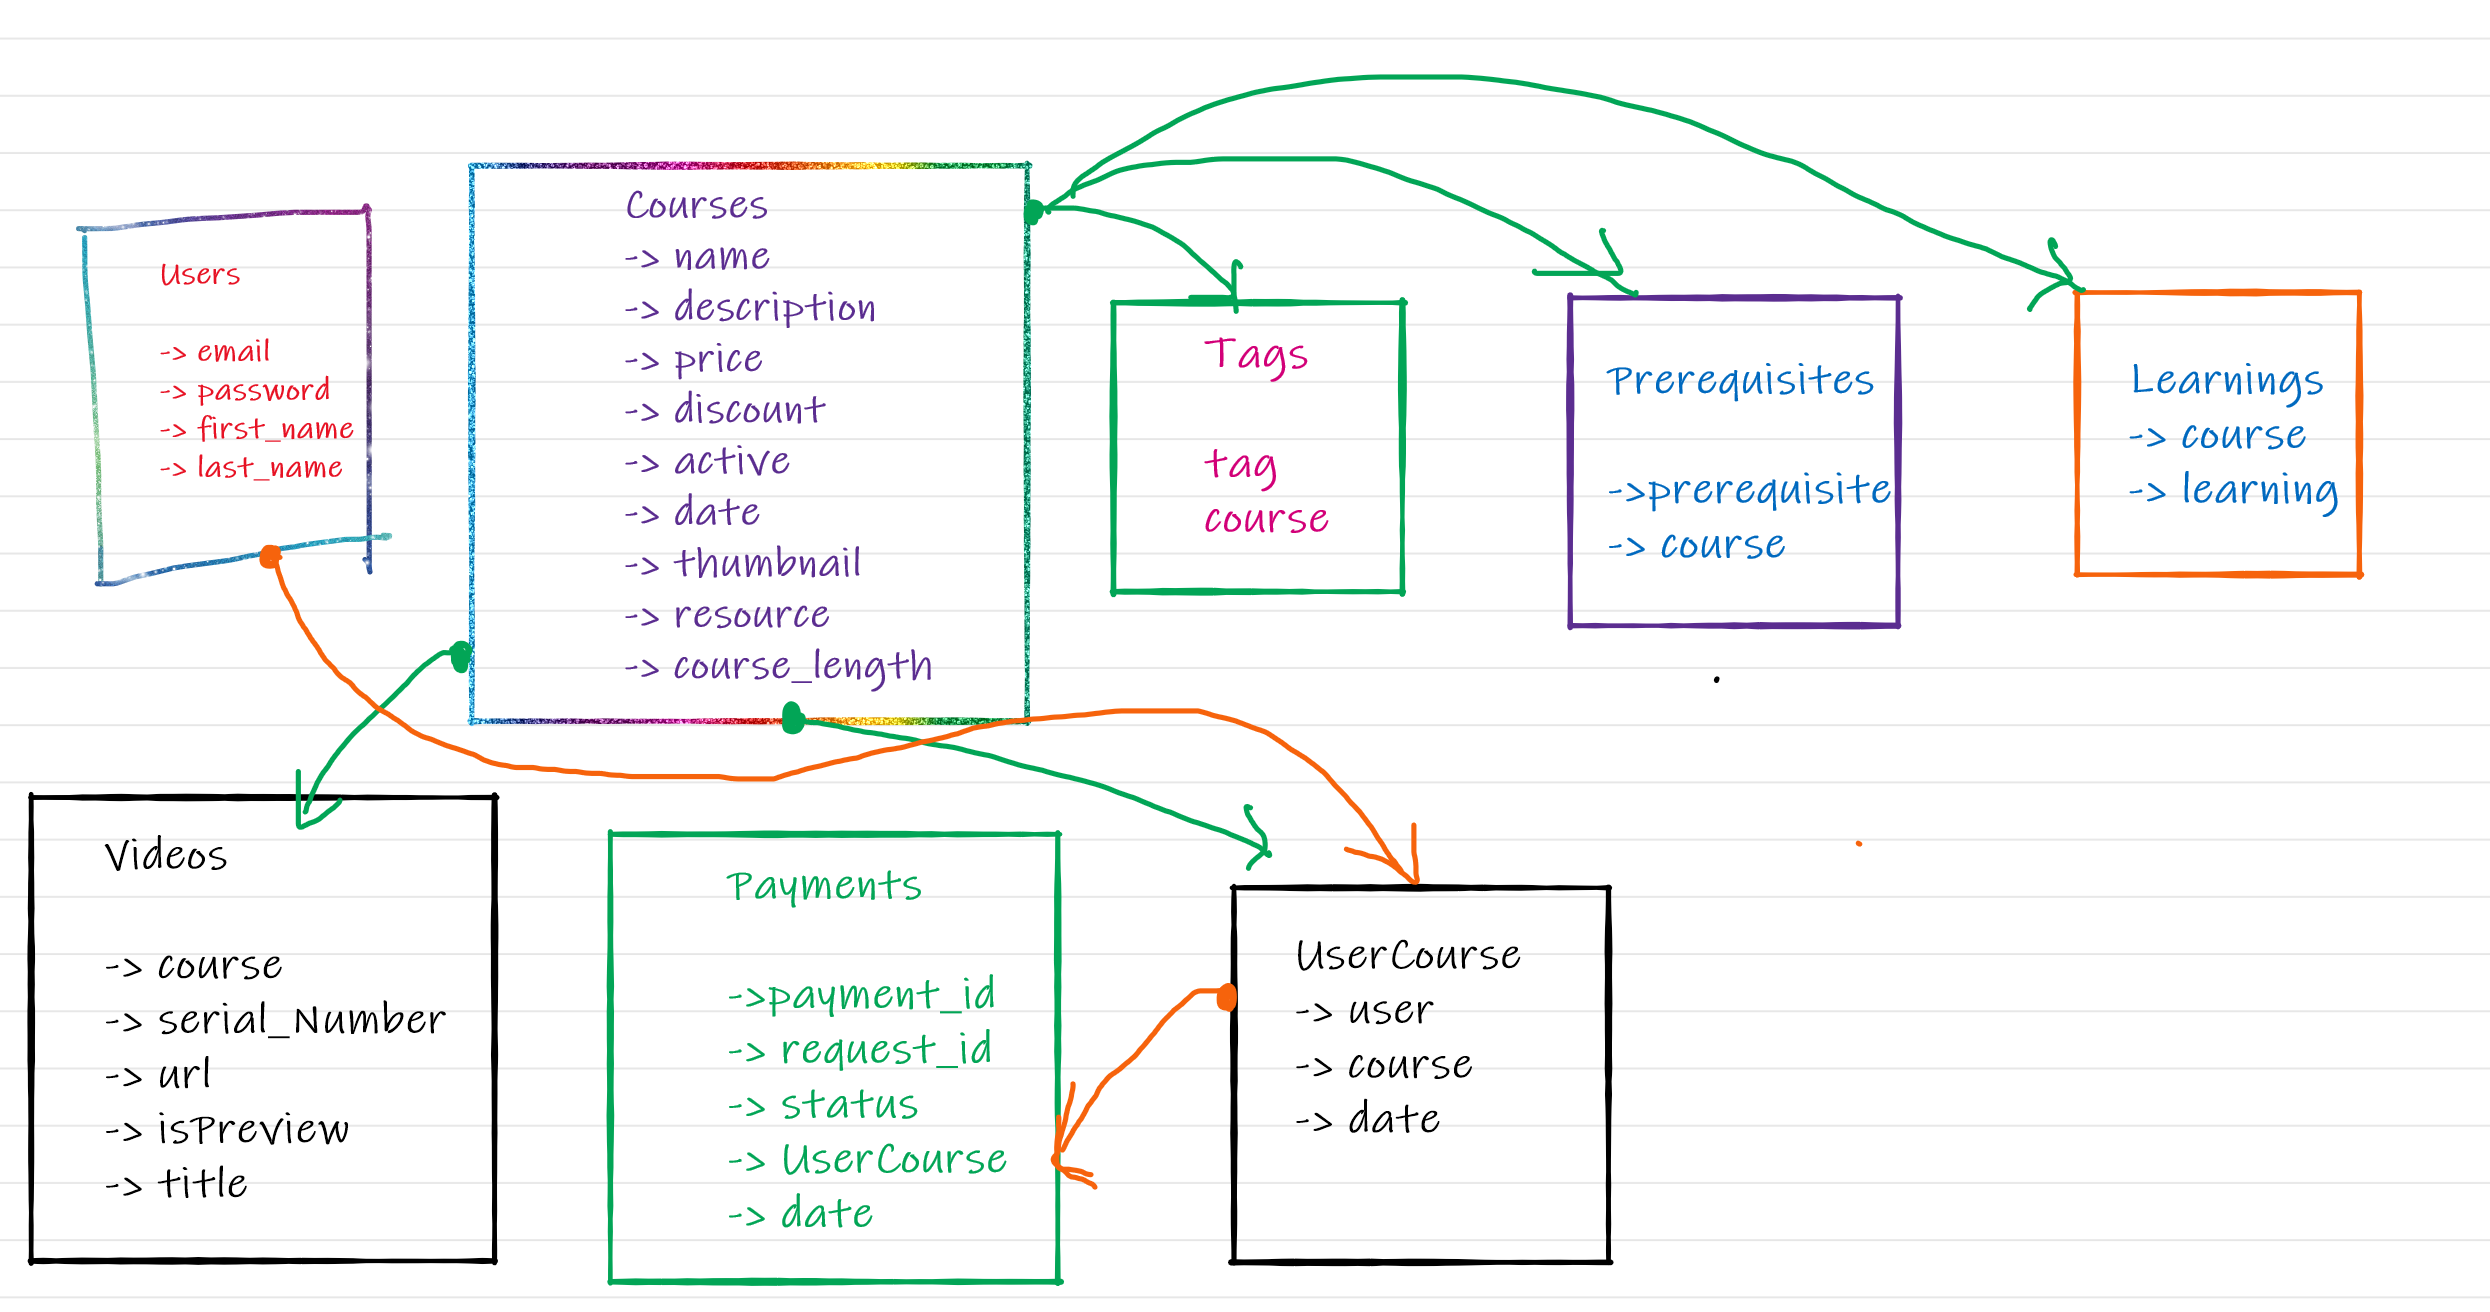 Users
-> email
-> password
-> first_name
-> last_name
Courses
-> name
-> description
-> price
-> discount
-> active
-> date
-> thumbnail
-> resource
-> course_length
Tags
tag
course
Prerequisites
->prerequisite
-> course
Learnings
-> course
-> learning
Videos
-> course
-> serial_Number
-> url
-> isPreview
-> title
Payments
->payment_id
-> request_id
-> status
-> UserCourse
-> date
UserCourse
-> user
-> course
-> date